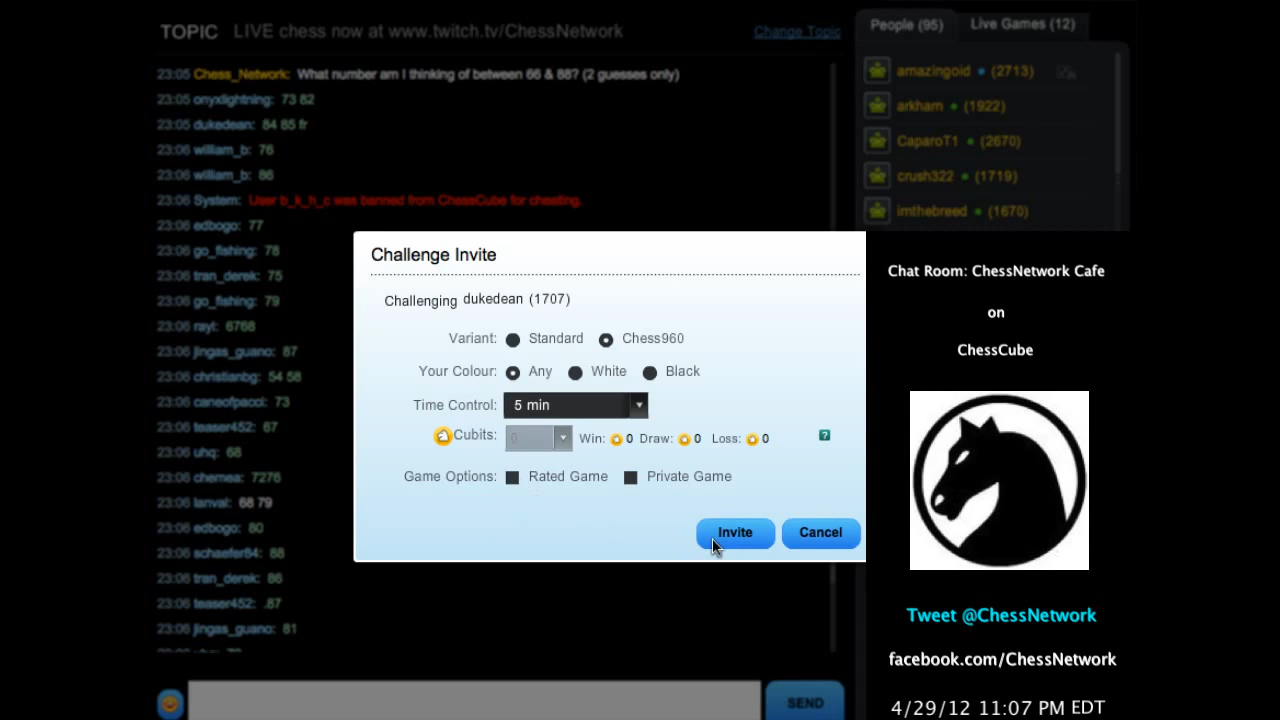 TOPIC LIVE chess now at www.twitch.tv/ChessNetwork Change Topic
People (95) Live Games (12)
23:05 Chess_Network: What number am I thinking of between 66 & 88? (2 guesses only)
23:05 onyxlightning: 73 82
23:05 dukedean: 84 85 fr
23:06 william_b: 76
23:06 william_b: 86
23:06 System: User b_k_h_c was banned from ChessCube for cheating.
23:06 edbogo: 77
23:06 go_fishing: 78
23:06 tran_derek: 75
23:06 go_fishing: 79
23:06 rayt: 6768
23:06 jingas_guano: 87
23:06 christianbg: 54 58
23:06 caneofpacci: 73
23:06 teaser452: 67
23:06 uhq: 68
23:06 chemea: 7276
23:06 lanval: 68 79
23:06 edbogo: 80
23:06 schaefer84: 88
23:06 tran_derek: 86
23:06 teaser452: .87
23:06 jingas_guano: 81
amazingoid (2713)
arkham (1922)
CaparoT1 (2670)
crush322 (1719)
imthebreed (1670)
Challenge Invite
Challenging dukedean (1707)
Variant: Standard Chess960
Your Colour: Any White Black
Time Control: 5 min
Cubits: 0 Win: 0 Draw: 0 Loss: 0 ?
Game Options: Rated Game Private Game
Invite Cancel
SEND
Chat Room: ChessNetwork Cafe
on
ChessCube
Tweet @ChessNetwork
facebook.com/ChessNetwork
4/29/12 11:07 PM EDT